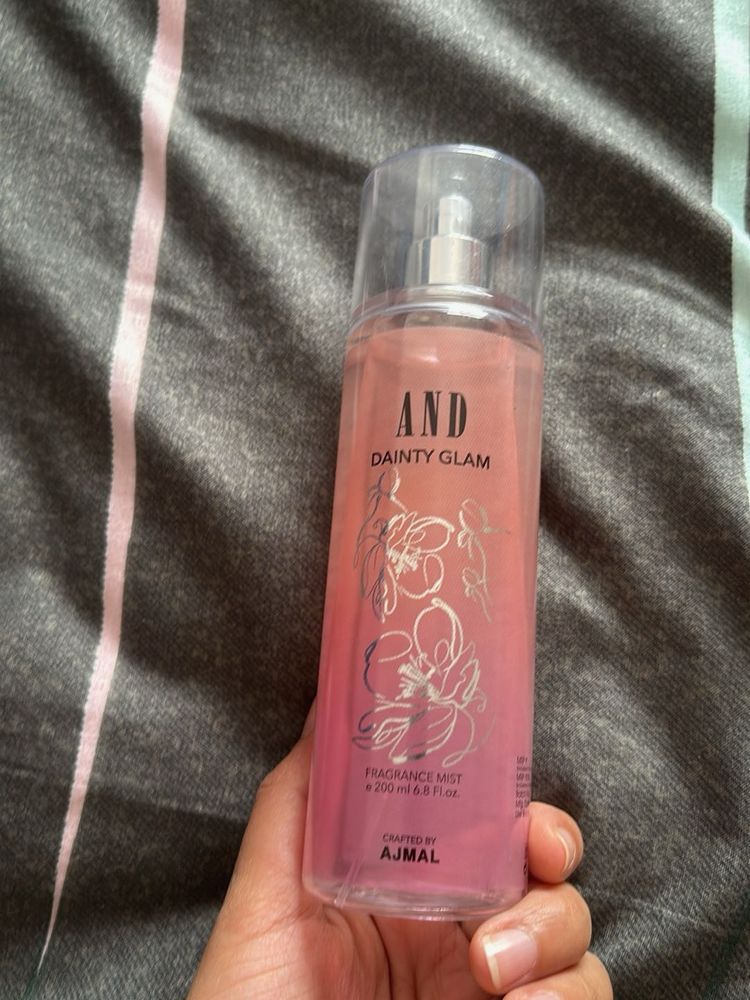 AND
DAINTY GLAM
FRAGRANCE MIST
e 200 ml 6.8 Fl.oz.
CRAFTED BY
AJMAL